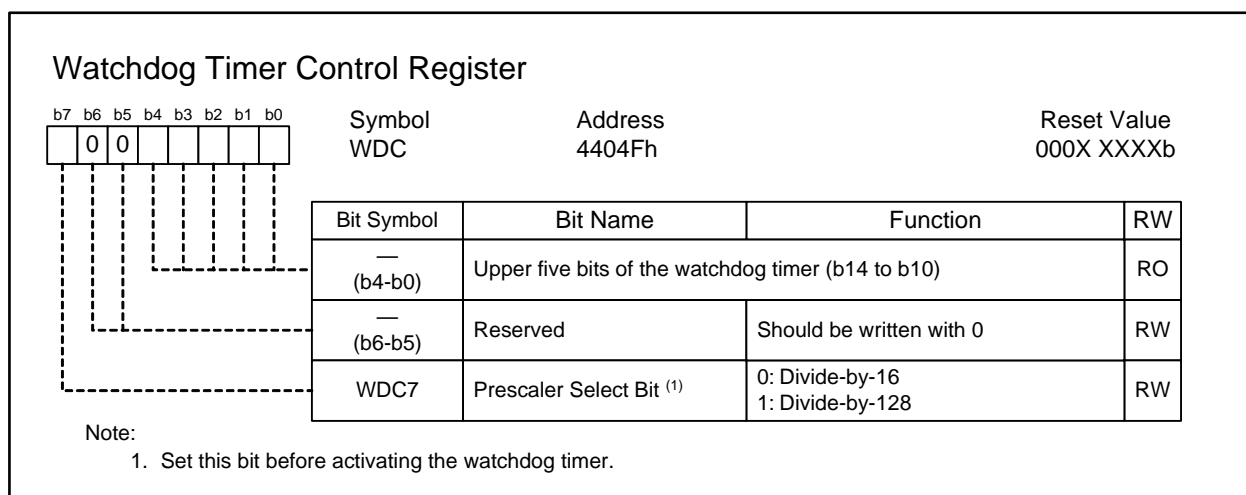 Watchdog Timer Control Register
b7 b6 b5 b4 b3 b2 b1 b0
0 0
Symbol Address Reset Value
WDC 4404Fh 000X XXXXb
Bit Symbol Bit Name Function RW
—
(b4-b0) Upper five bits of the watchdog timer (b14 to b10) RO
—
(b6-b5) Reserved Should be written with 0 RW
WDC7 Prescaler Select Bit (1) 0: Divide-by-16
1: Divide-by-128 RW
Note:
1. Set this bit before activating the watchdog timer.